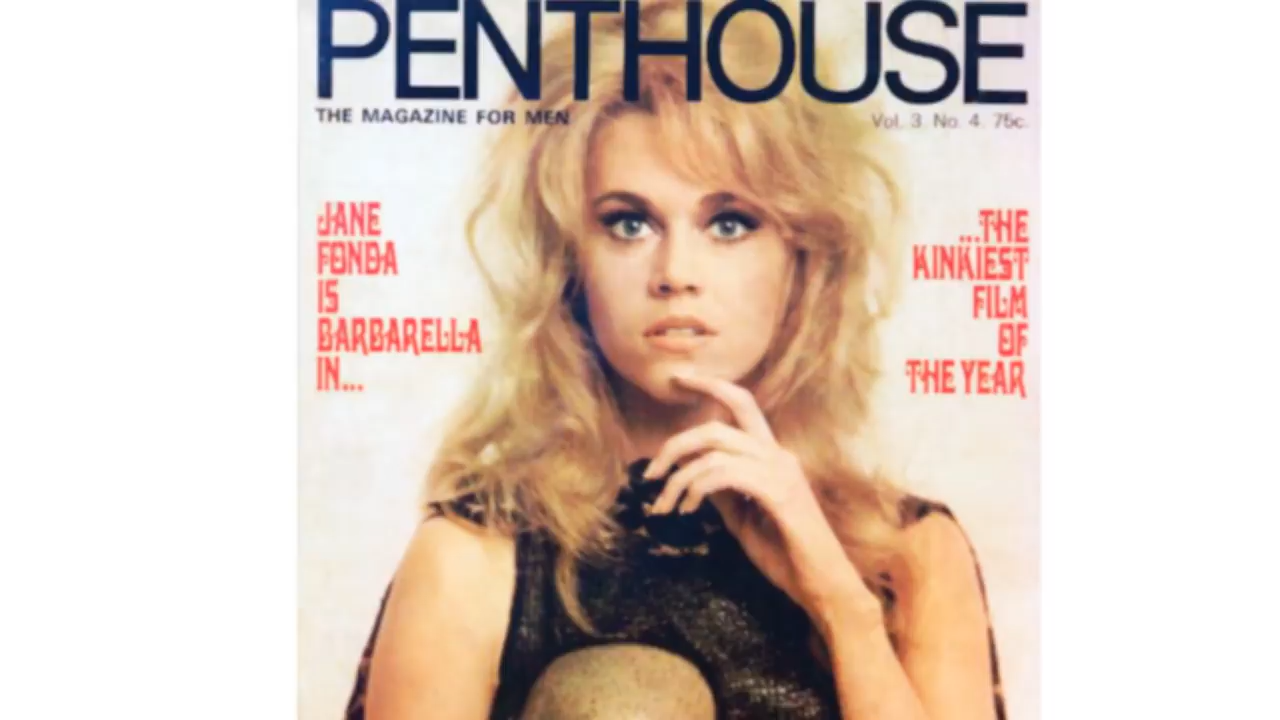 PENTHOUSE
THE MAGAZINE FOR MEN
Vol. 3. No. 4. 75c.
JANE
FONDA
IS
BARBARELLA
IN...
...THE
KINKIEST
FILM
OF
THE YEAR